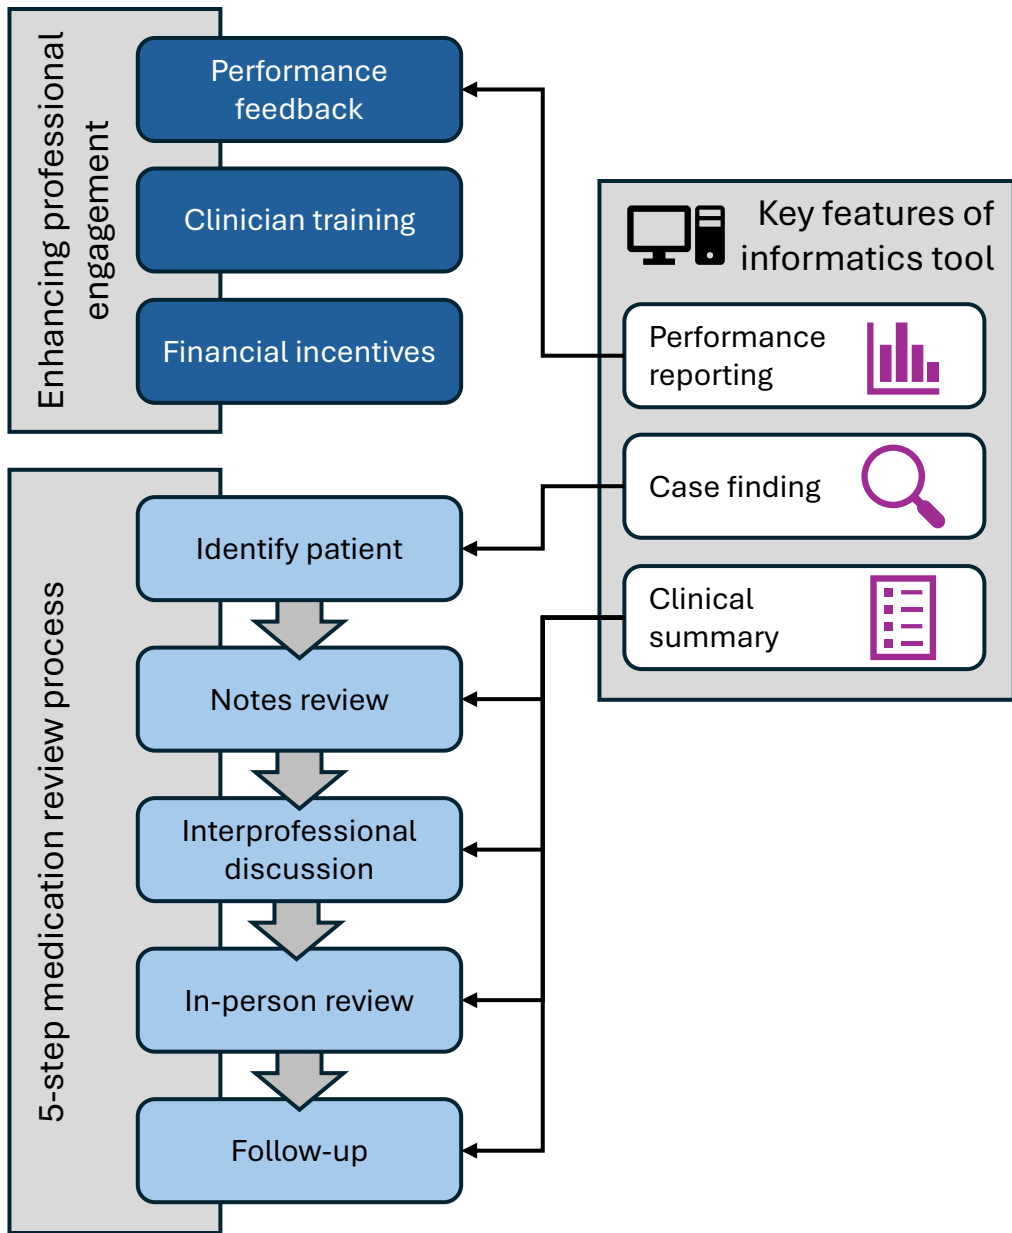 Enhancing professional
engagement
Performance
feedback
Clinician training
Financial incentives
Key features of
informatics tool
Performance
reporting
Case finding
Clinical
summary
5-step medication review process
Identify patient
Notes review
Interprofessional
discussion
In-person review
Follow-up